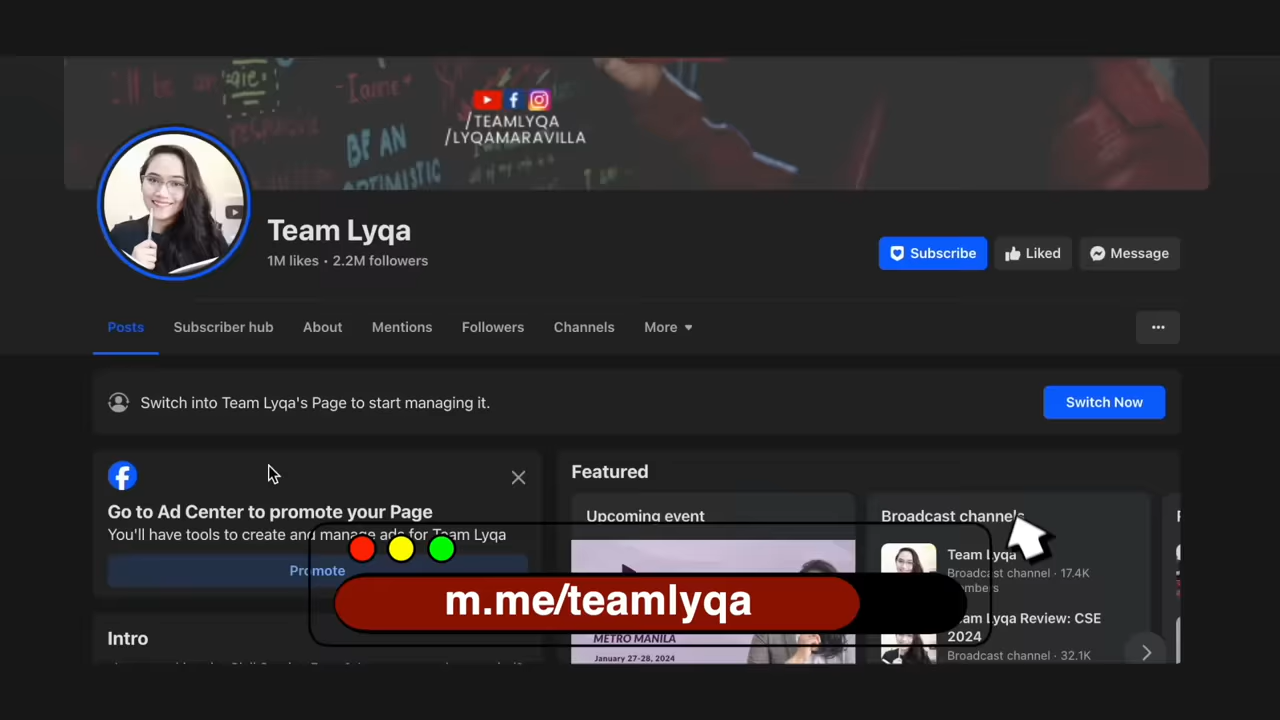 /TEAMLYQA
/LYQAMARAVILLA
BE AN
OPTIMISTIC
Team Lyqa
1M likes · 2.2M followers
Subscribe
Liked
Message
Posts
Subscriber hub
About
Mentions
Followers
Channels
More
Switch into Team Lyqa's Page to start managing it.
Switch Now
Go to Ad Center to promote your Page
You'll have tools to create and manage ads for Team Lyqa
Promote
Intro
Featured
Upcoming event
METRO MANILA
January 27-28, 2024
Broadcast channels
Team Lyqa
Broadcast channel · 17.4K
Team Lyqa Review: CSE
2024
Broadcast channel · 32.1K
m.me/teamlyqa